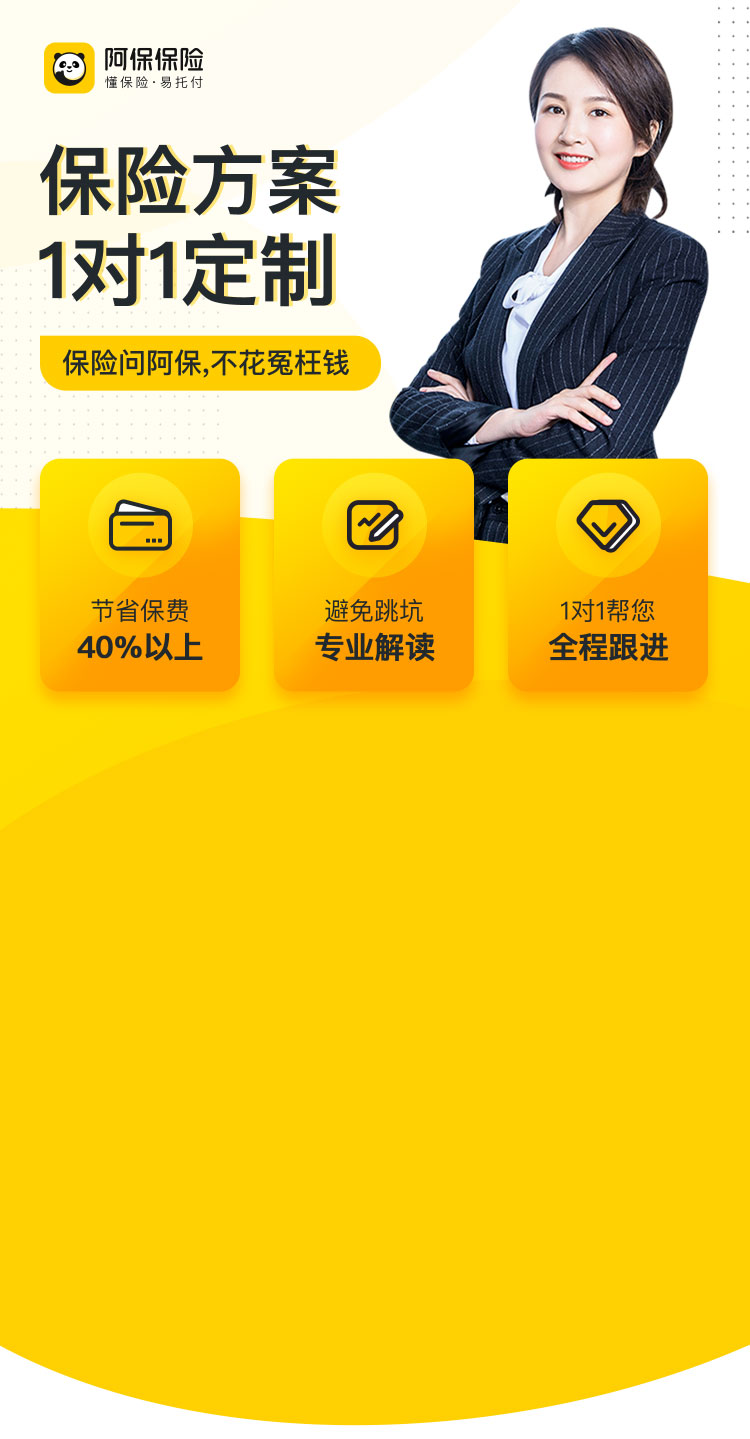 阿保保险
懂保险·易托付
保险方案
1对1定制
保险问阿保,不花冤枉钱
节省保费
40%以上
避免跳坑
专业解读
1对1帮您
全程跟进